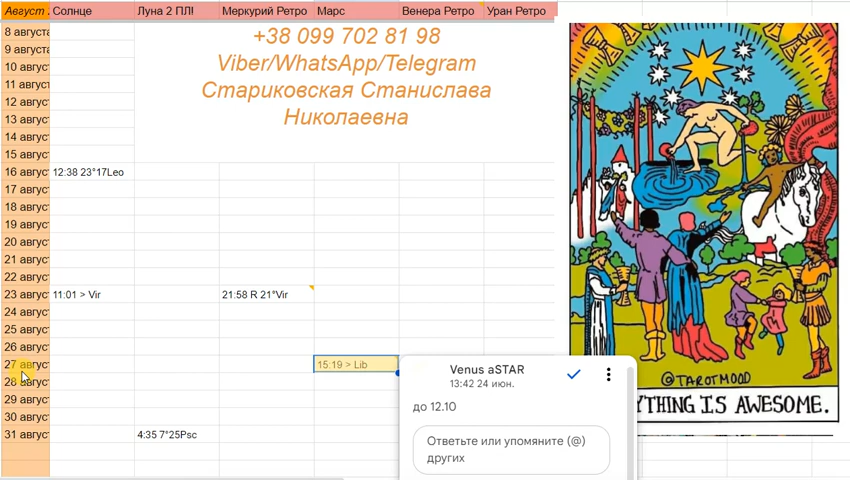 Август Солнце Луна 2 ПЛ! Меркурий Ретро Марс Венера Ретро Уран Ретро
8 августа
9 август
10 август
11 август
12 август
13 август
14 август
15 август
16 август 12:38 23°17Leo
17 август
18 август
19 август
20 август
21 август
22 август
23 август 11:01 > Vir 21:58 R 21°Vir
24 август
25 август
26 август
27 август 15:19 > Lib
28 август
29 август
30 август
31 август 4:35 7°25Psc
+38 099 702 81 98
Viber/WhatsApp/Telegram
Стариковская Станислава
Николаевна
Venus aSTAR
13:42 24 июн.
до 12.10
Ответьте или упомяните (@)
других
@TAROTMOOD
YTHING IS AWESOME.